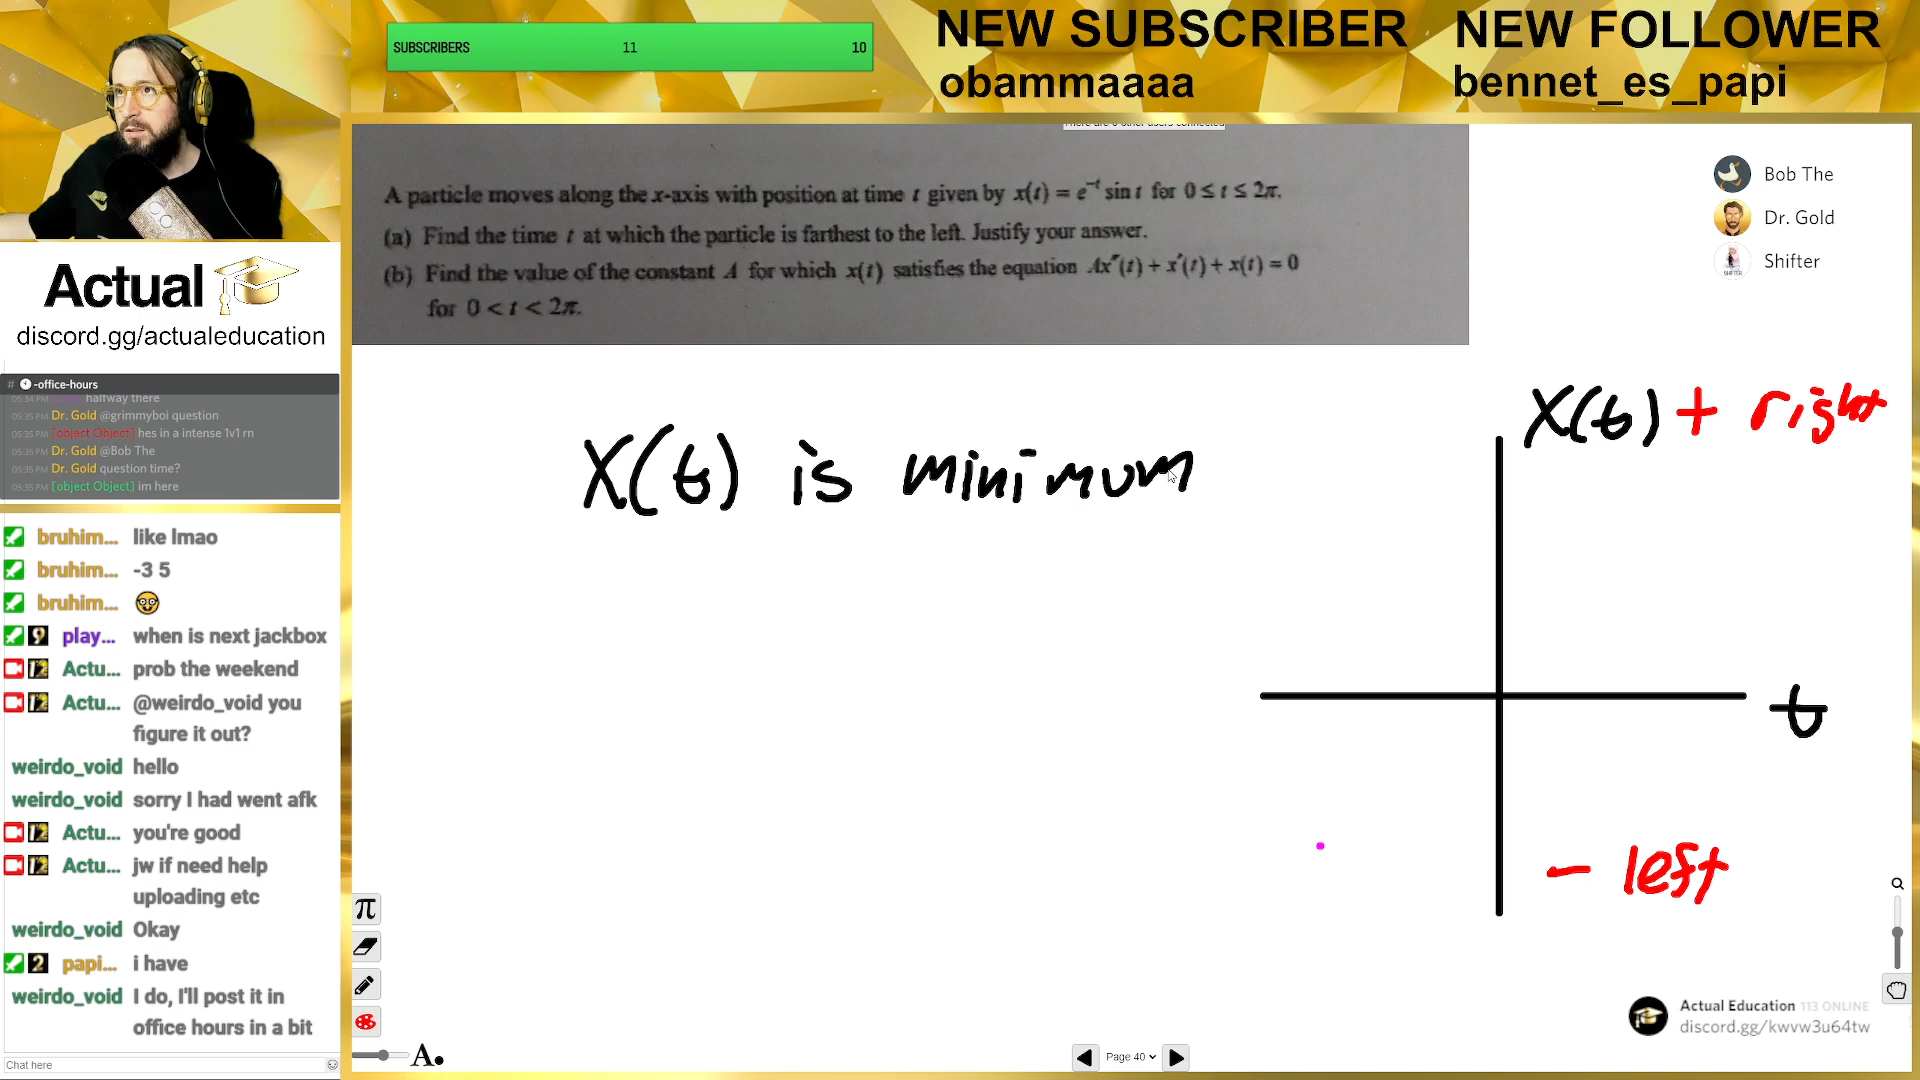 SUBSCRIBERS 11 10
NEW SUBSCRIBER
obammaaaa
NEW FOLLOWER
bennet_es_papi
Actual
discord.gg/actualeducation
# -office-hours
halfway there
05:35 PM Dr. Gold @grimmyboi question
05:35 PM [object Object] hes in a intense 1v1 rn
05:35 PM Dr. Gold @Bob The
05:35 PM Dr. Gold question time?
05:35 PM [object Object] im here
bruhim... like lmao
bruhim... -3 5
bruhim... 🤓
9 play... when is next jackbox
Actu... prob the weekend
Actu... @weirdo_void you
figure it out?
weirdo_void hello
weirdo_void sorry I had went afk
Actu... you're good
Actu... jw if need help
uploading etc
weirdo_void Okay
2 papi... i have
weirdo_void I do, I'll post it in
office hours in a bit
Chat here
A particle moves along the x-axis with position at time t given by x(t) = e⁻ᵗ sin t for 0 ≤ t ≤ 2π.
(a) Find the time t at which the particle is farthest to the left. Justify your answer.
(b) Find the value of the constant A for which x(t) satisfies the equation Ax″(t) + x′(t) + x(t) = 0
for 0 < t < 2π.
Bob The
Dr. Gold
Shifter
X(t) is minimum
X(t) + right
t
- left
π
A.
Page 40
Actual Education 113 ONLINE
discord.gg/kwvw3u64tw